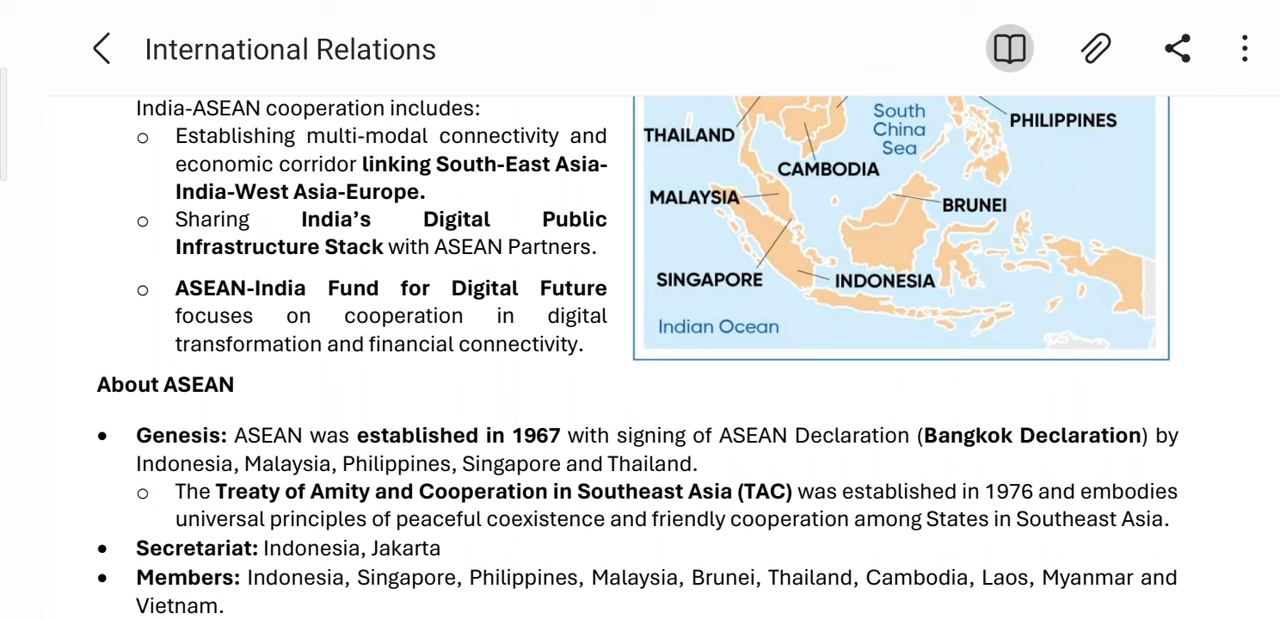 International Relations
India-ASEAN cooperation includes:
o Establishing multi-modal connectivity and
economic corridor linking South-East Asia-
India-West Asia-Europe.
o Sharing India’s Digital Public
Infrastructure Stack with ASEAN Partners.
o ASEAN-India Fund for Digital Future
focuses on cooperation in digital
transformation and financial connectivity.
South
China
Sea
PHILIPPINES
THAILAND
CAMBODIA
MALAYSIA
BRUNEI
SINGAPORE
INDONESIA
Indian Ocean
About ASEAN
• Genesis: ASEAN was established in 1967 with signing of ASEAN Declaration (Bangkok Declaration) by
Indonesia, Malaysia, Philippines, Singapore and Thailand.
o The Treaty of Amity and Cooperation in Southeast Asia (TAC) was established in 1976 and embodies
universal principles of peaceful coexistence and friendly cooperation among States in Southeast Asia.
• Secretariat: Indonesia, Jakarta
• Members: Indonesia, Singapore, Philippines, Malaysia, Brunei, Thailand, Cambodia, Laos, Myanmar and
Vietnam.